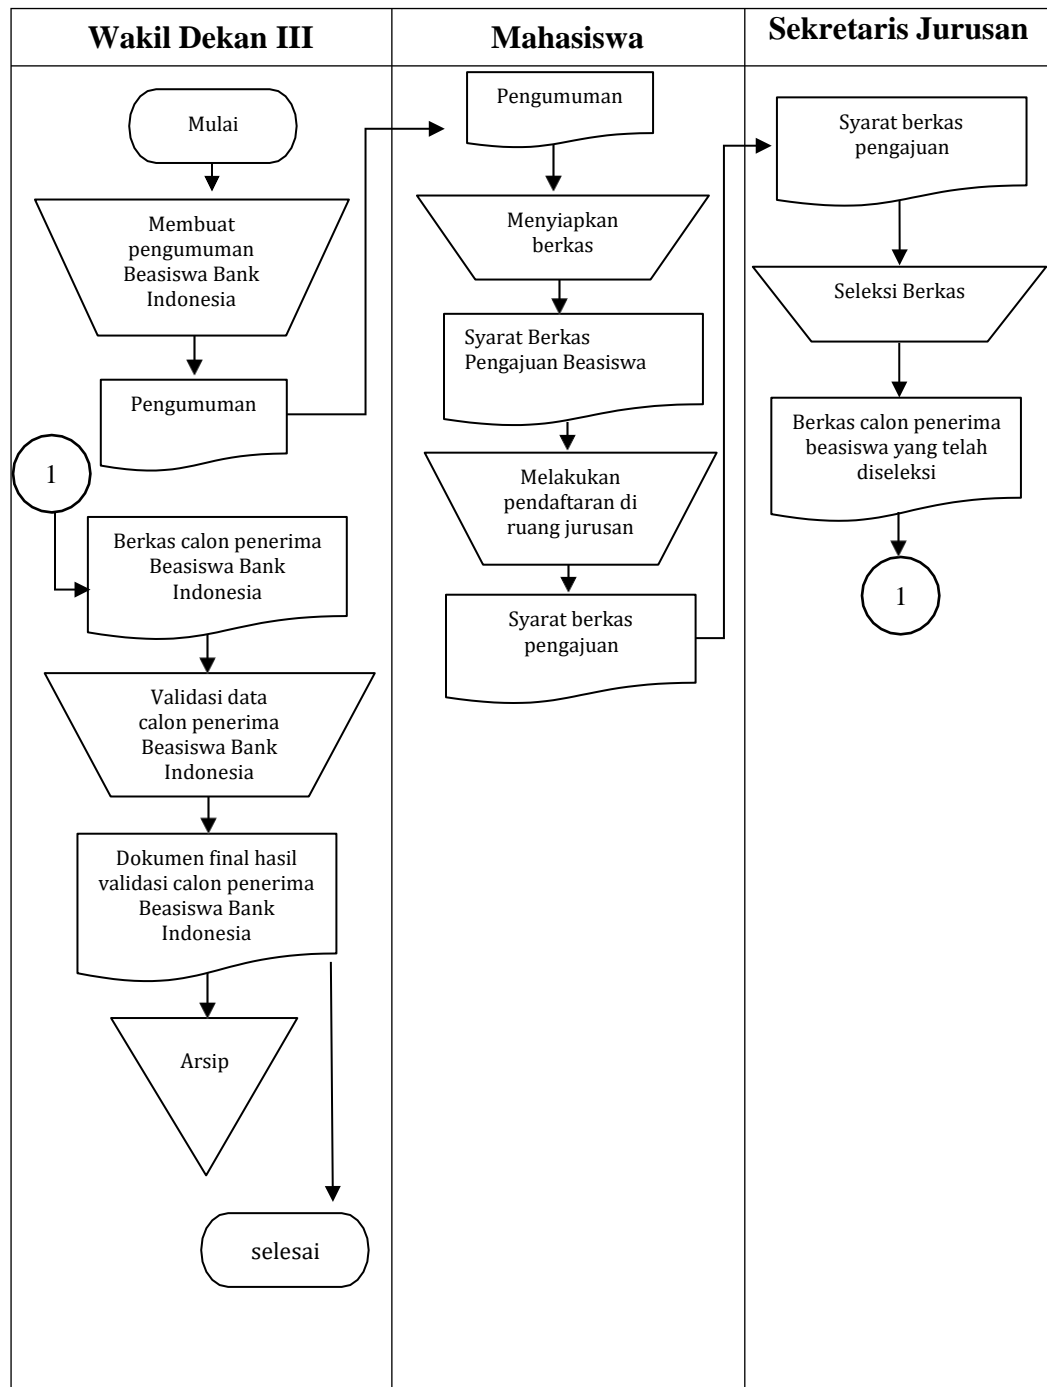 Wakil Dekan III
Mahasiswa
Sekretaris Jurusan
Mulai
Membuat
pengumuman
Beasiswa Bank
Indonesia
Pengumuman
1
Berkas calon penerima
Beasiswa Bank
Indonesia
Validasi data
calon penerima
Beasiswa Bank
Indonesia
Dokumen final hasil
validasi calon penerima
Beasiswa Bank
Indonesia
Arsip
selesai
Pengumuman
Menyiapkan
berkas
Syarat Berkas
Pengajuan Beasiswa
Melakukan
pendaftaran di
ruang jurusan
Syarat berkas
pengajuan
Syarat berkas
pengajuan
Seleksi Berkas
Berkas calon penerima
beasiswa yang telah
diseleksi
1